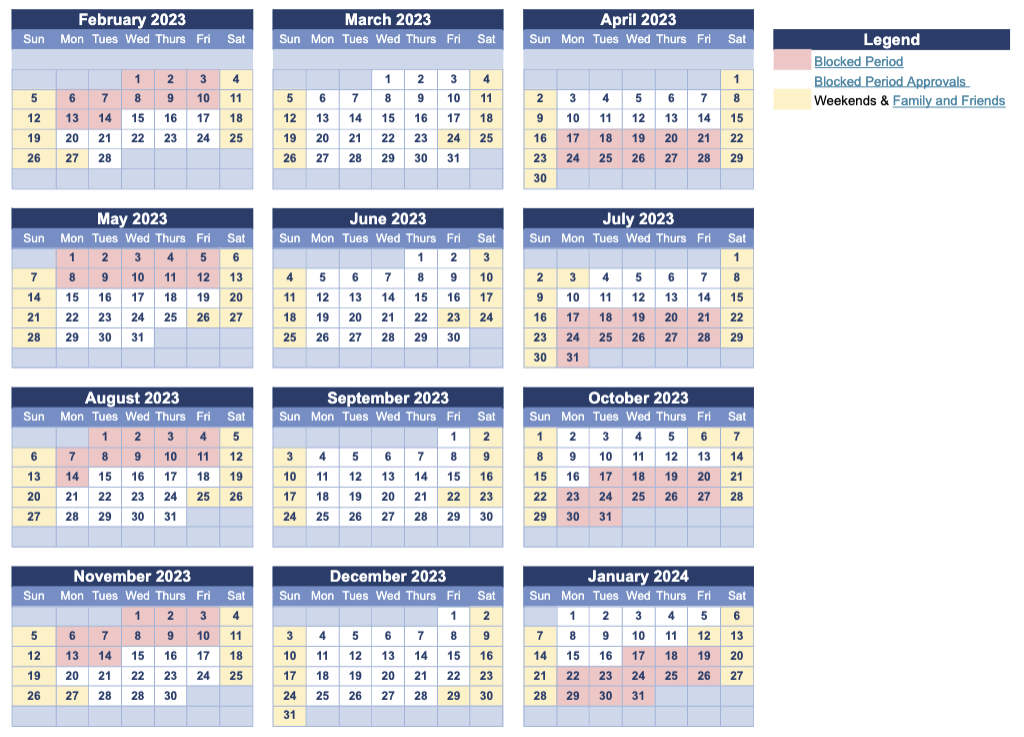 February 2023
Sun Mon Tues Wed Thurs Fri Sat
1 2 3 4
5 6 7 8 9 10 11
12 13 14 15 16 17 18
19 20 21 22 23 24 25
26 27 28
March 2023
Sun Mon Tues Wed Thurs Fri Sat
1 2 3 4
5 6 7 8 9 10 11
12 13 14 15 16 17 18
19 20 21 22 23 24 25
26 27 28 29 30 31
April 2023
Sun Mon Tues Wed Thurs Fri Sat
1
2 3 4 5 6 7 8
9 10 11 12 13 14 15
16 17 18 19 20 21 22
23 24 25 26 27 28 29
30
Legend
Blocked Period
Blocked Period Approvals
Weekends & Family and Friends
May 2023
Sun Mon Tues Wed Thurs Fri Sat
1 2 3 4 5 6
7 8 9 10 11 12 13
14 15 16 17 18 19 20
21 22 23 24 25 26 27
28 29 30 31
June 2023
Sun Mon Tues Wed Thurs Fri Sat
1 2 3
4 5 6 7 8 9 10
11 12 13 14 15 16 17
18 19 20 21 22 23 24
25 26 27 28 29 30
July 2023
Sun Mon Tues Wed Thurs Fri Sat
1
2 3 4 5 6 7 8
9 10 11 12 13 14 15
16 17 18 19 20 21 22
23 24 25 26 27 28 29
30 31
August 2023
Sun Mon Tues Wed Thurs Fri Sat
1 2 3 4 5
6 7 8 9 10 11 12
13 14 15 16 17 18 19
20 21 22 23 24 25 26
27 28 29 30 31
September 2023
Sun Mon Tues Wed Thurs Fri Sat
1 2
3 4 5 6 7 8 9
10 11 12 13 14 15 16
17 18 19 20 21 22 23
24 25 26 27 28 29 30
October 2023
Sun Mon Tues Wed Thurs Fri Sat
1 2 3 4 5 6 7
8 9 10 11 12 13 14
15 16 17 18 19 20 21
22 23 24 25 26 27 28
29 30 31
November 2023
Sun Mon Tues Wed Thurs Fri Sat
1 2 3 4
5 6 7 8 9 10 11
12 13 14 15 16 17 18
19 20 21 22 23 24 25
26 27 28 28 30
December 2023
Sun Mon Tues Wed Thurs Fri Sat
1 2
3 4 5 6 7 8 9
10 11 12 13 14 15 16
17 18 19 20 21 22 23
24 25 26 27 28 29 30
31
January 2024
Sun Mon Tues Wed Thurs Fri Sat
1 2 3 4 5 6
7 8 9 10 11 12 13
14 15 16 17 18 19 20
21 22 23 24 25 26 27
28 29 30 31